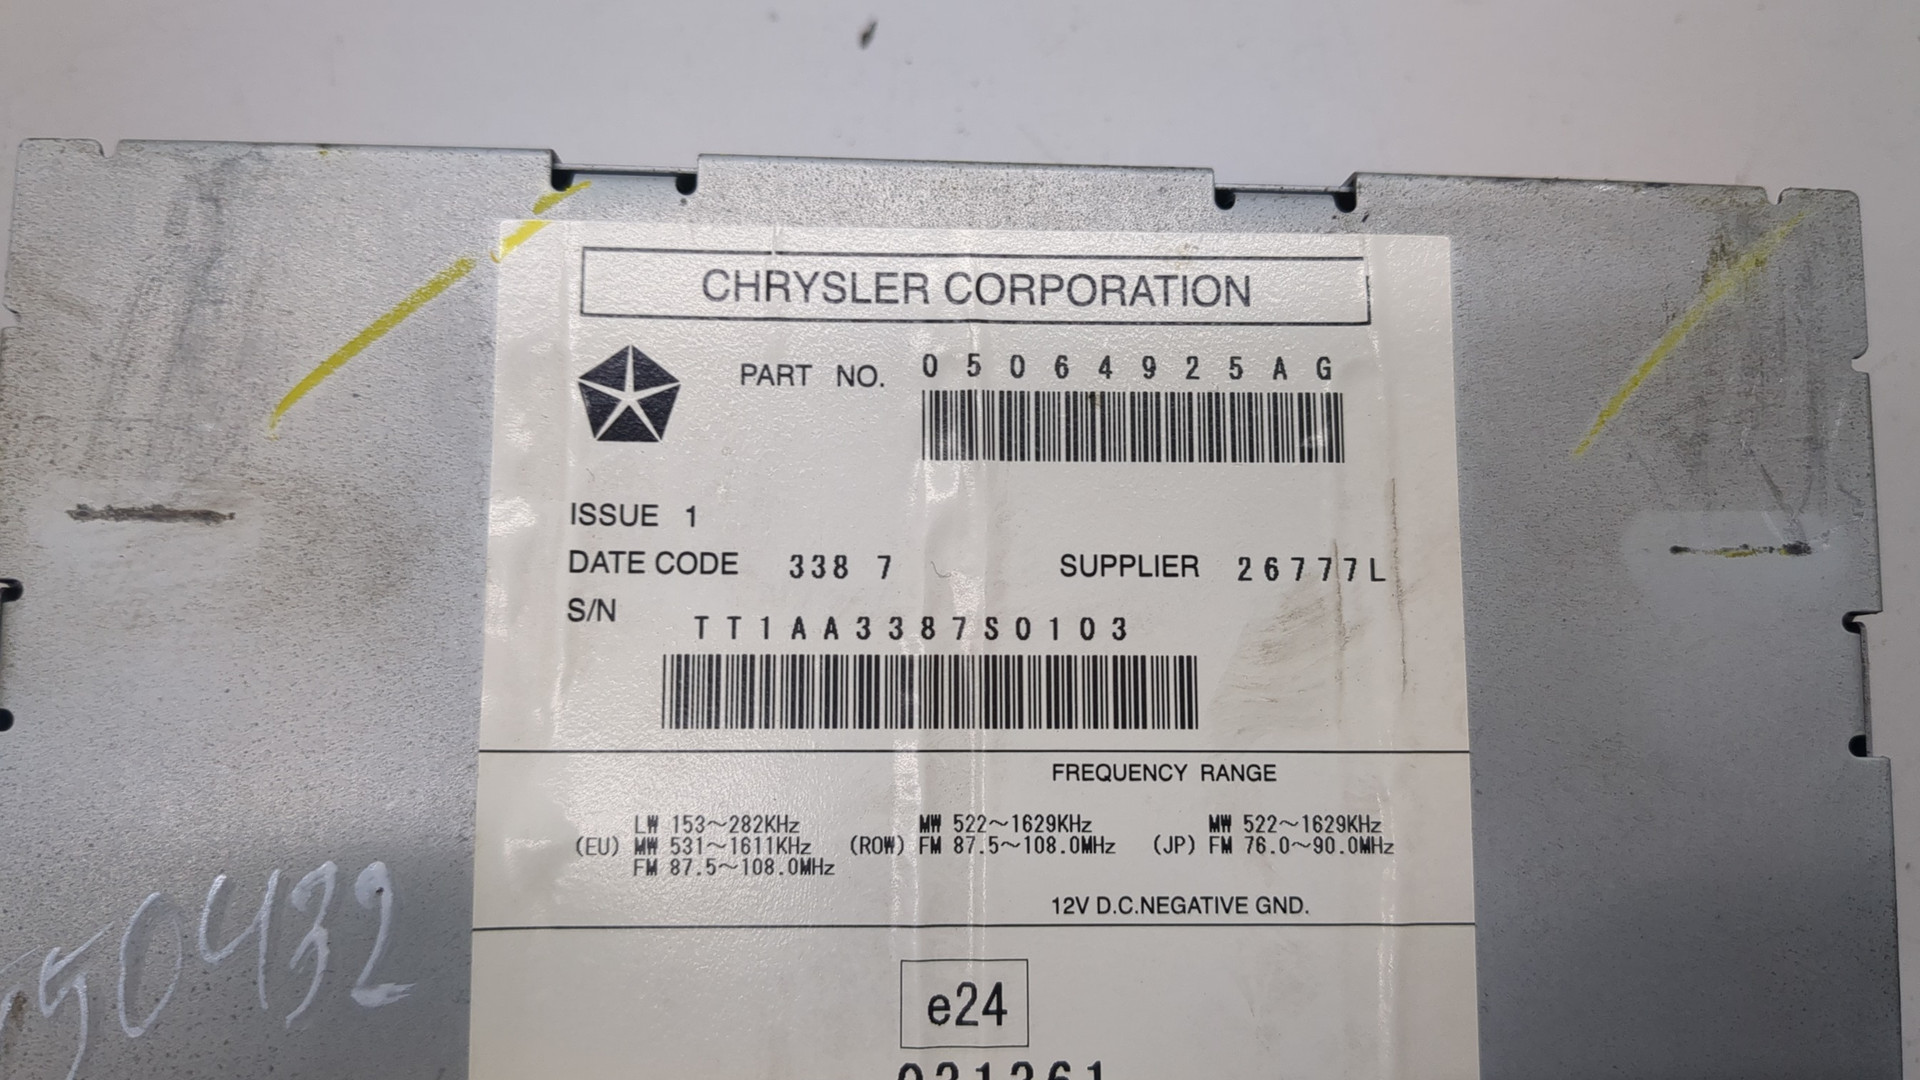 CHRYSLER CORPORATION
PART NO. 05064925AG
ISSUE 1
DATE CODE 338 7 SUPPLIER 26777L
S/N
TT1AA3387S0103
FREQUENCY RANGE
LW 153~282KHz MW 522~1629KHz MW 522~1629KHz
(EU) MW 531~1611KHz (ROW) FM 87.5~108.0MHz (JP) FM 76.0~90.0MHz
FM 87.5~108.0MHz
12V D.C.NEGATIVE GND.
e24
031361
50432